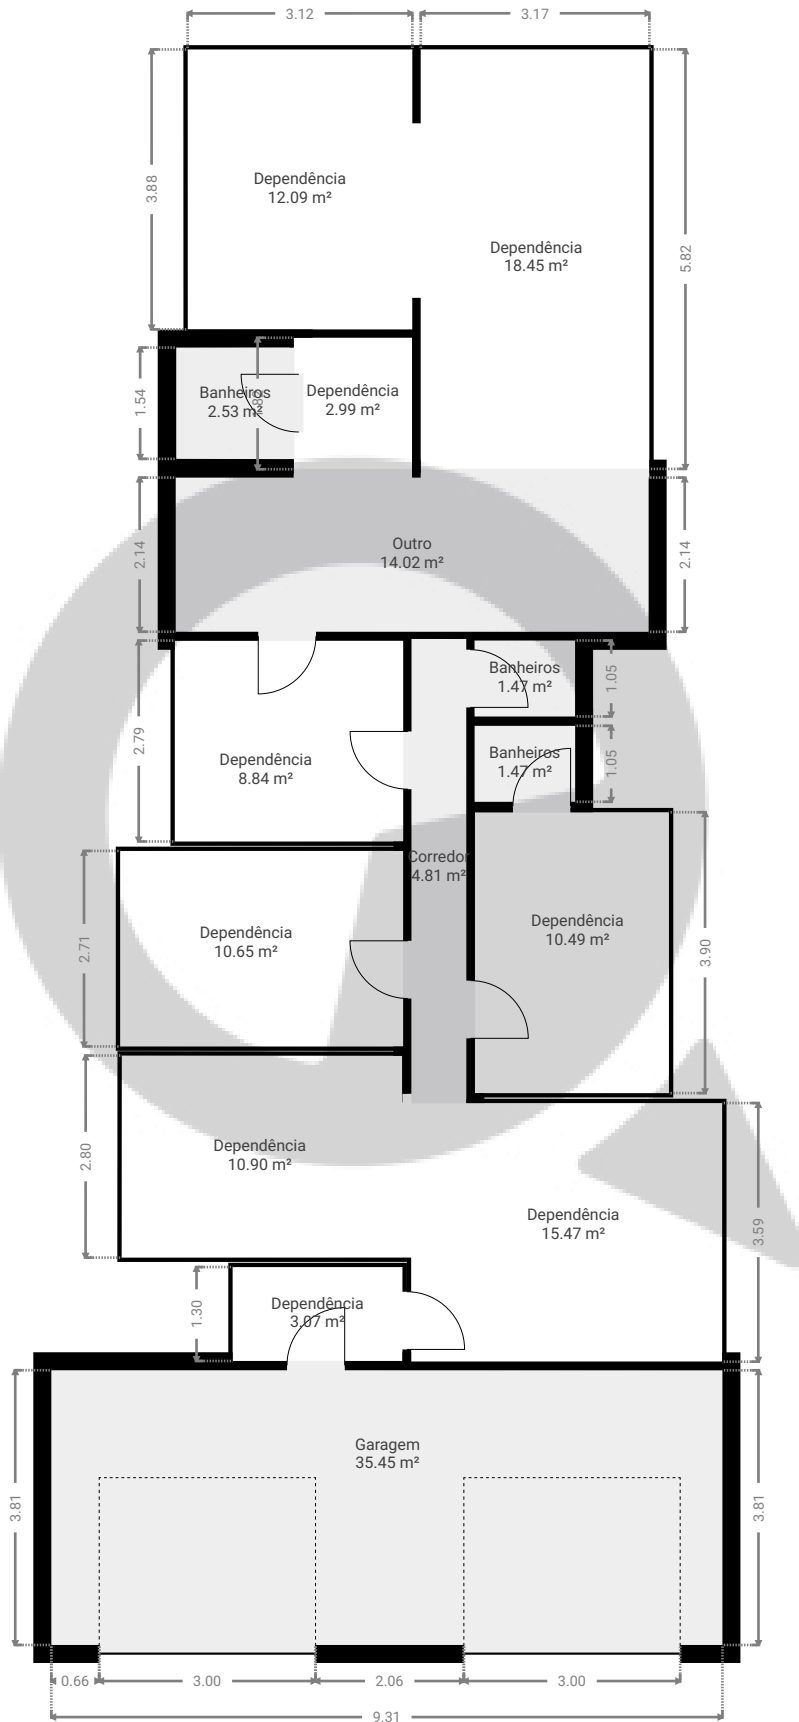 3.12
3.17
3.88
Dependência
12.09 m²
Dependência
18.45 m²
5.82
1.54
Banheiros
2.53 m²
Dependência
2.99 m²
2.14
Outro
14.02 m²
2.14
2.79
Dependência
8.84 m²
Banheiros
1.47 m²
1.05
Banheiros
1.47 m²
1.05
Corredor
4.81 m²
2.71
Dependência
10.65 m²
Dependência
10.49 m²
3.90
2.80
Dependência
10.90 m²
Dependência
15.47 m²
3.59
1.30
Dependência
3.07 m²
3.81
Garagem
35.45 m²
3.81
0.66
3.00
2.06
3.00
9.31